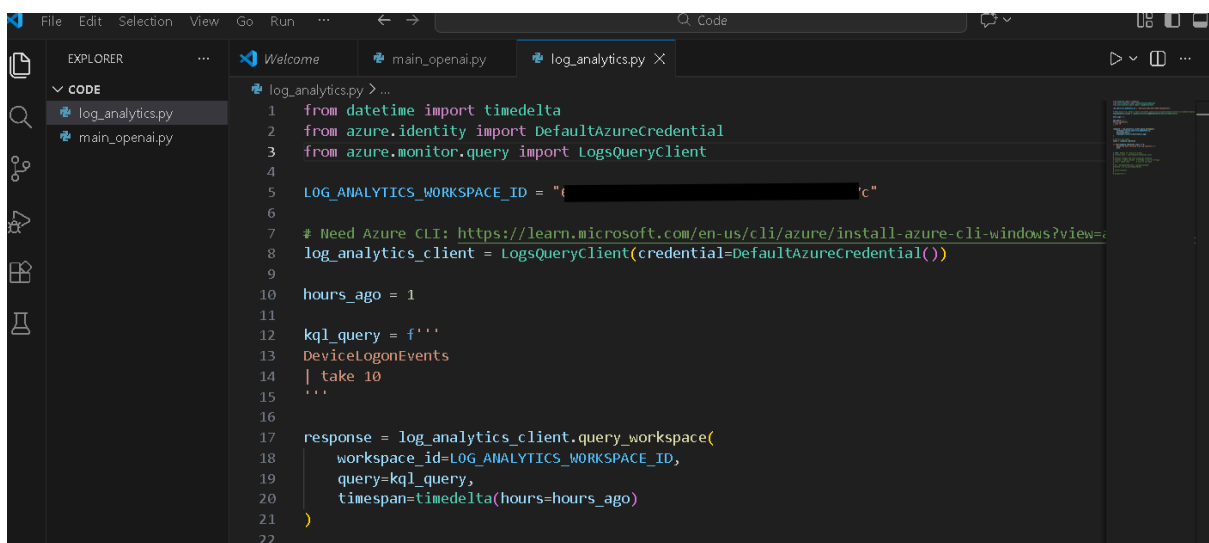 File Edit Selection View Go Run ... Code
EXPLORER ... Welcome main_openai.py log_analytics.py
CODE
log_analytics.py
main_openai.py
log_analytics.py > ...
1 from datetime import timedelta
2 from azure.identity import DefaultAzureCredential
3 from azure.monitor.query import LogsQueryClient
4
5 LOG_ANALYTICS_WORKSPACE_ID = " c"
6
7 # Need Azure CLI: https://learn.microsoft.com/en-us/cli/azure/install-azure-cli-windows?view=
8 log_analytics_client = LogsQueryClient(credential=DefaultAzureCredential())
9
10 hours_ago = 1
11
12 kql_query = f'''
13 DeviceLogonEvents
14 | take 10
15 '''
16
17 response = log_analytics_client.query_workspace(
18 workspace_id=LOG_ANALYTICS_WORKSPACE_ID,
19 query=kql_query,
20 timespan=timedelta(hours=hours_ago)
21 )
22